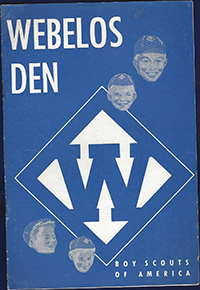 WEBELOS
DEN
W
BOY SCOUTS
OF AMERICA